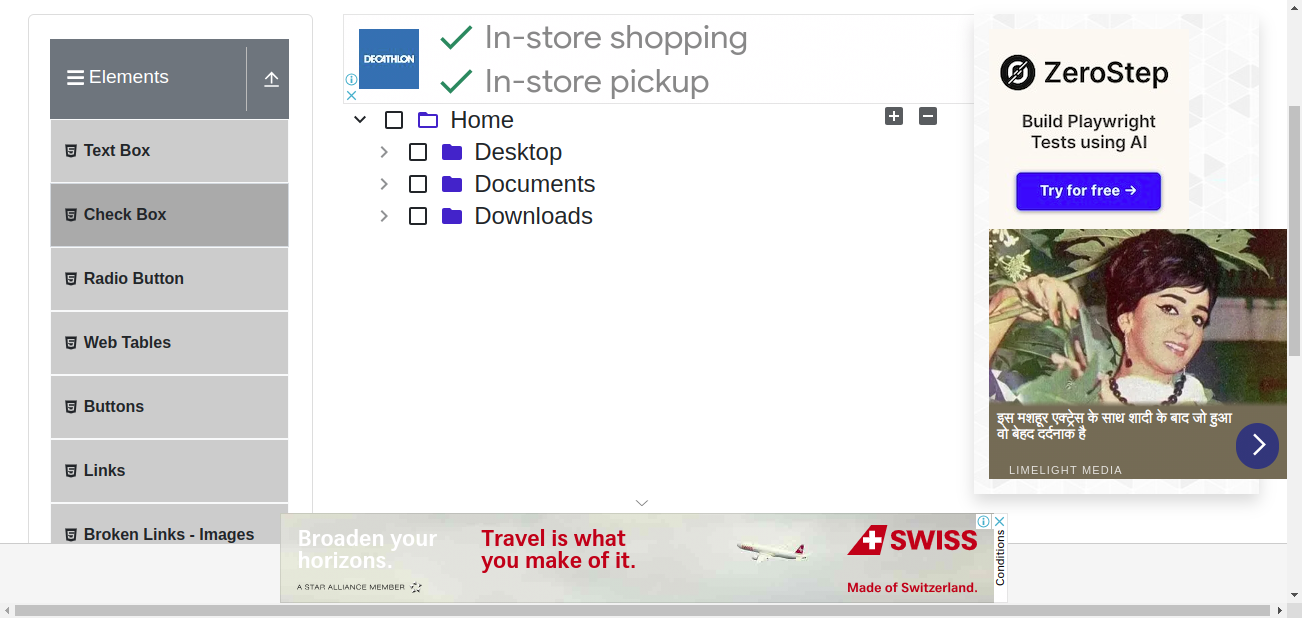 Elements
Text Box
Check Box
Radio Button
Web Tables
Buttons
Links
Broken Links - Images
DECATHLON
In-store shopping
In-store pickup
Home
Desktop
Documents
Downloads
ZeroStep
Build Playwright
Tests using AI
Try for free →
इस मशहूर एक्ट्रेस के साथ शादी के बाद जो हुआ
वो बेहद दर्दनाक है
LIMELIGHT MEDIA
Broaden your
horizons.
A STAR ALLIANCE MEMBER
Travel is what
you make of it.
SWISS
Made of Switzerland.
Conditions